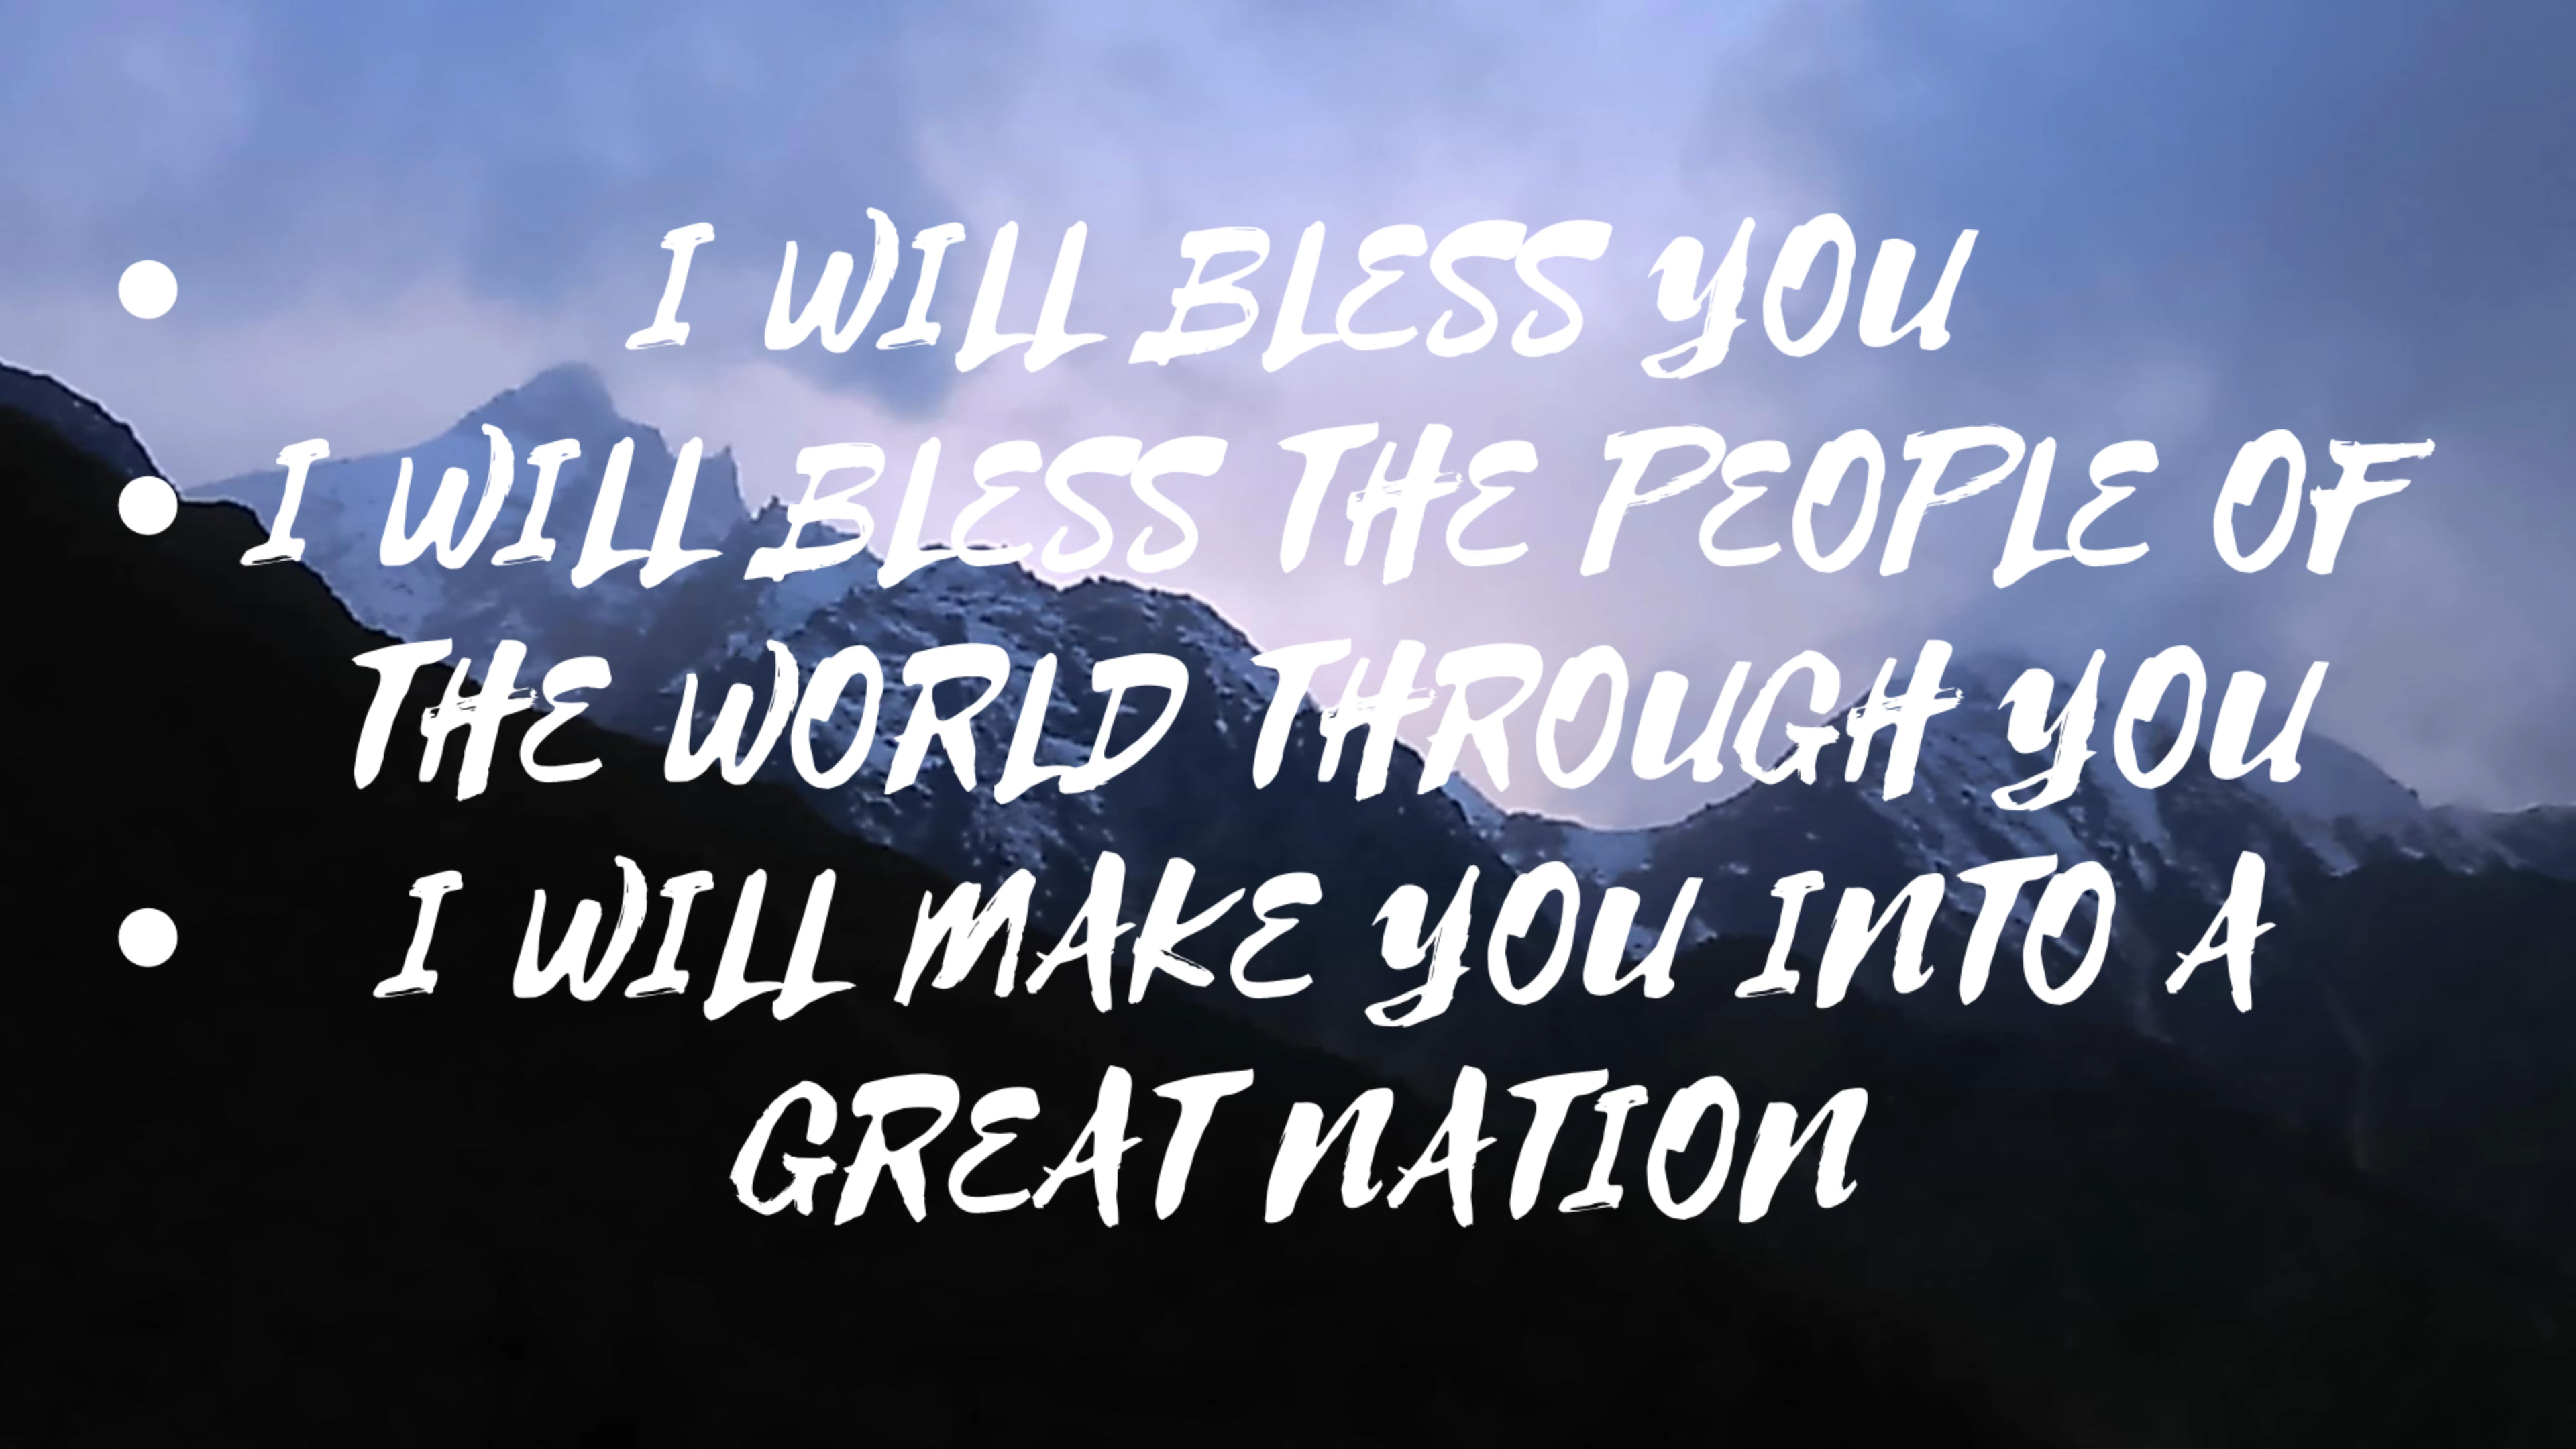 • I WILL BLESS YOU
• I WILL BLESS THE PEOPLE OF
THE WORLD THROUGH YOU
• I WILL MAKE YOU INTO A
GREAT NATION